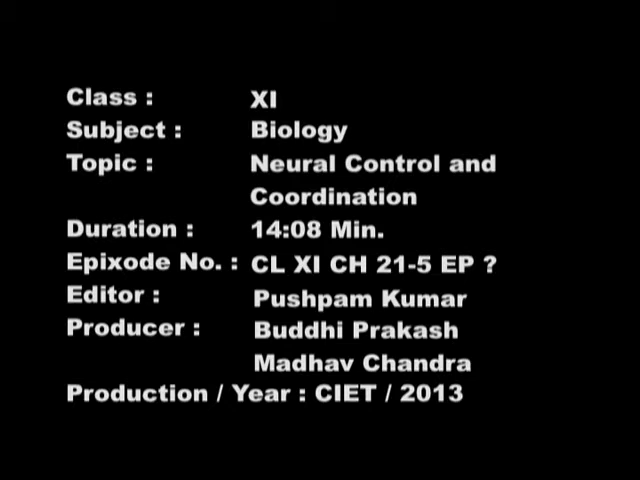 Class : XI
Subject : Biology
Topic : Neural Control and
Coordination
Duration : 14:08 Min.
Epixode No. : CL XI CH 21-5 EP ?
Editor : Pushpam Kumar
Producer : Buddhi Prakash
Madhav Chandra
Production / Year : CIET / 2013